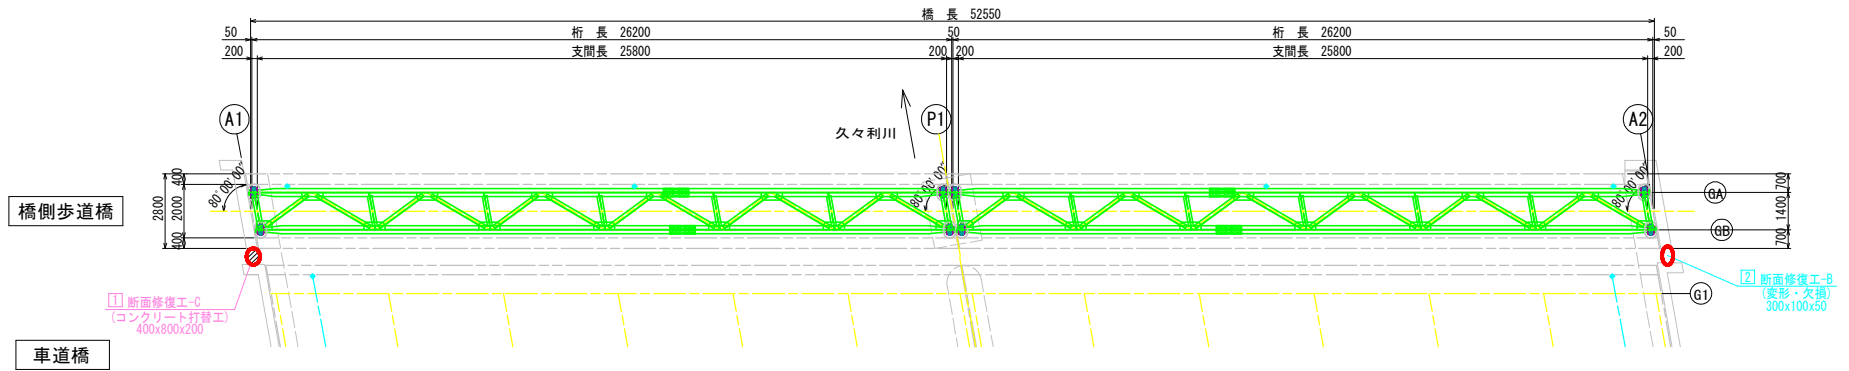 橋 長 52550
50 桁 長 26200 50 桁 長 26200 50
200 支間長 25800 200 200 支間長 25800 200
A1 P1 A2
久々利川
80°00'00" 80°00'00" 80°00'00"
橋側歩道橋
2800 400 2000 400
700 1400 700
GA
GB
G1
1 断面修復工-C
(コンクリート打替工)
400x800x200
2 断面修復工-B
(変形・欠損)
300x100x50
車道橋